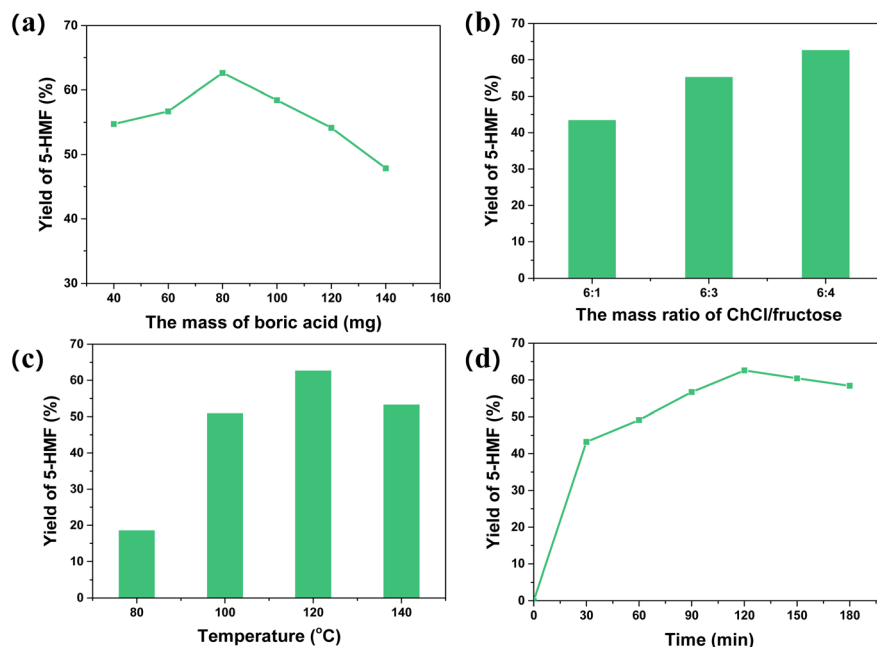 (a)
70
60
50
40
30
Yield of 5-HMF (%)
40 60 80 100 120 140 160
The mass of boric acid (mg)
(b)
70
60
50
40
30
20
10
0
Yield of 5-HMF (%)
6:1 6:3 6:4
The mass ratio of ChCl/fructose
(c)
70
60
50
40
30
20
10
0
Yield of 5-HMF (%)
80 100 120 140
Temperature (°C)
(d)
70
60
50
40
30
20
10
0
Yield of 5-HMF (%)
0 30 60 90 120 150 180
Time (min)